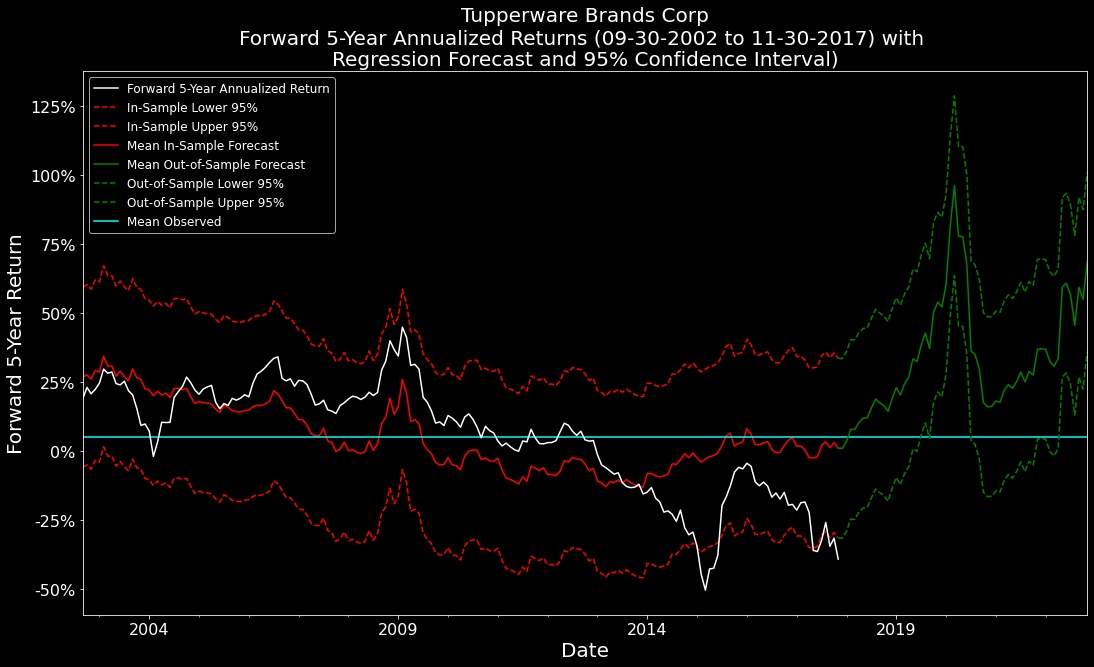 Tupperware Brands Corp
Forward 5-Year Annualized Returns (09-30-2002 to 11-30-2017) with
Regression Forecast and 95% Confidence Interval)
Forward 5-Year Annualized Return
In-Sample Lower 95%
In-Sample Upper 95%
Mean In-Sample Forecast
Mean Out-of-Sample Forecast
Out-of-Sample Lower 95%
Out-of-Sample Upper 95%
Mean Observed
Forward 5-Year Return
125%
100%
75%
50%
25%
0%
-25%
-50%
2004
2009
2014
2019
Date